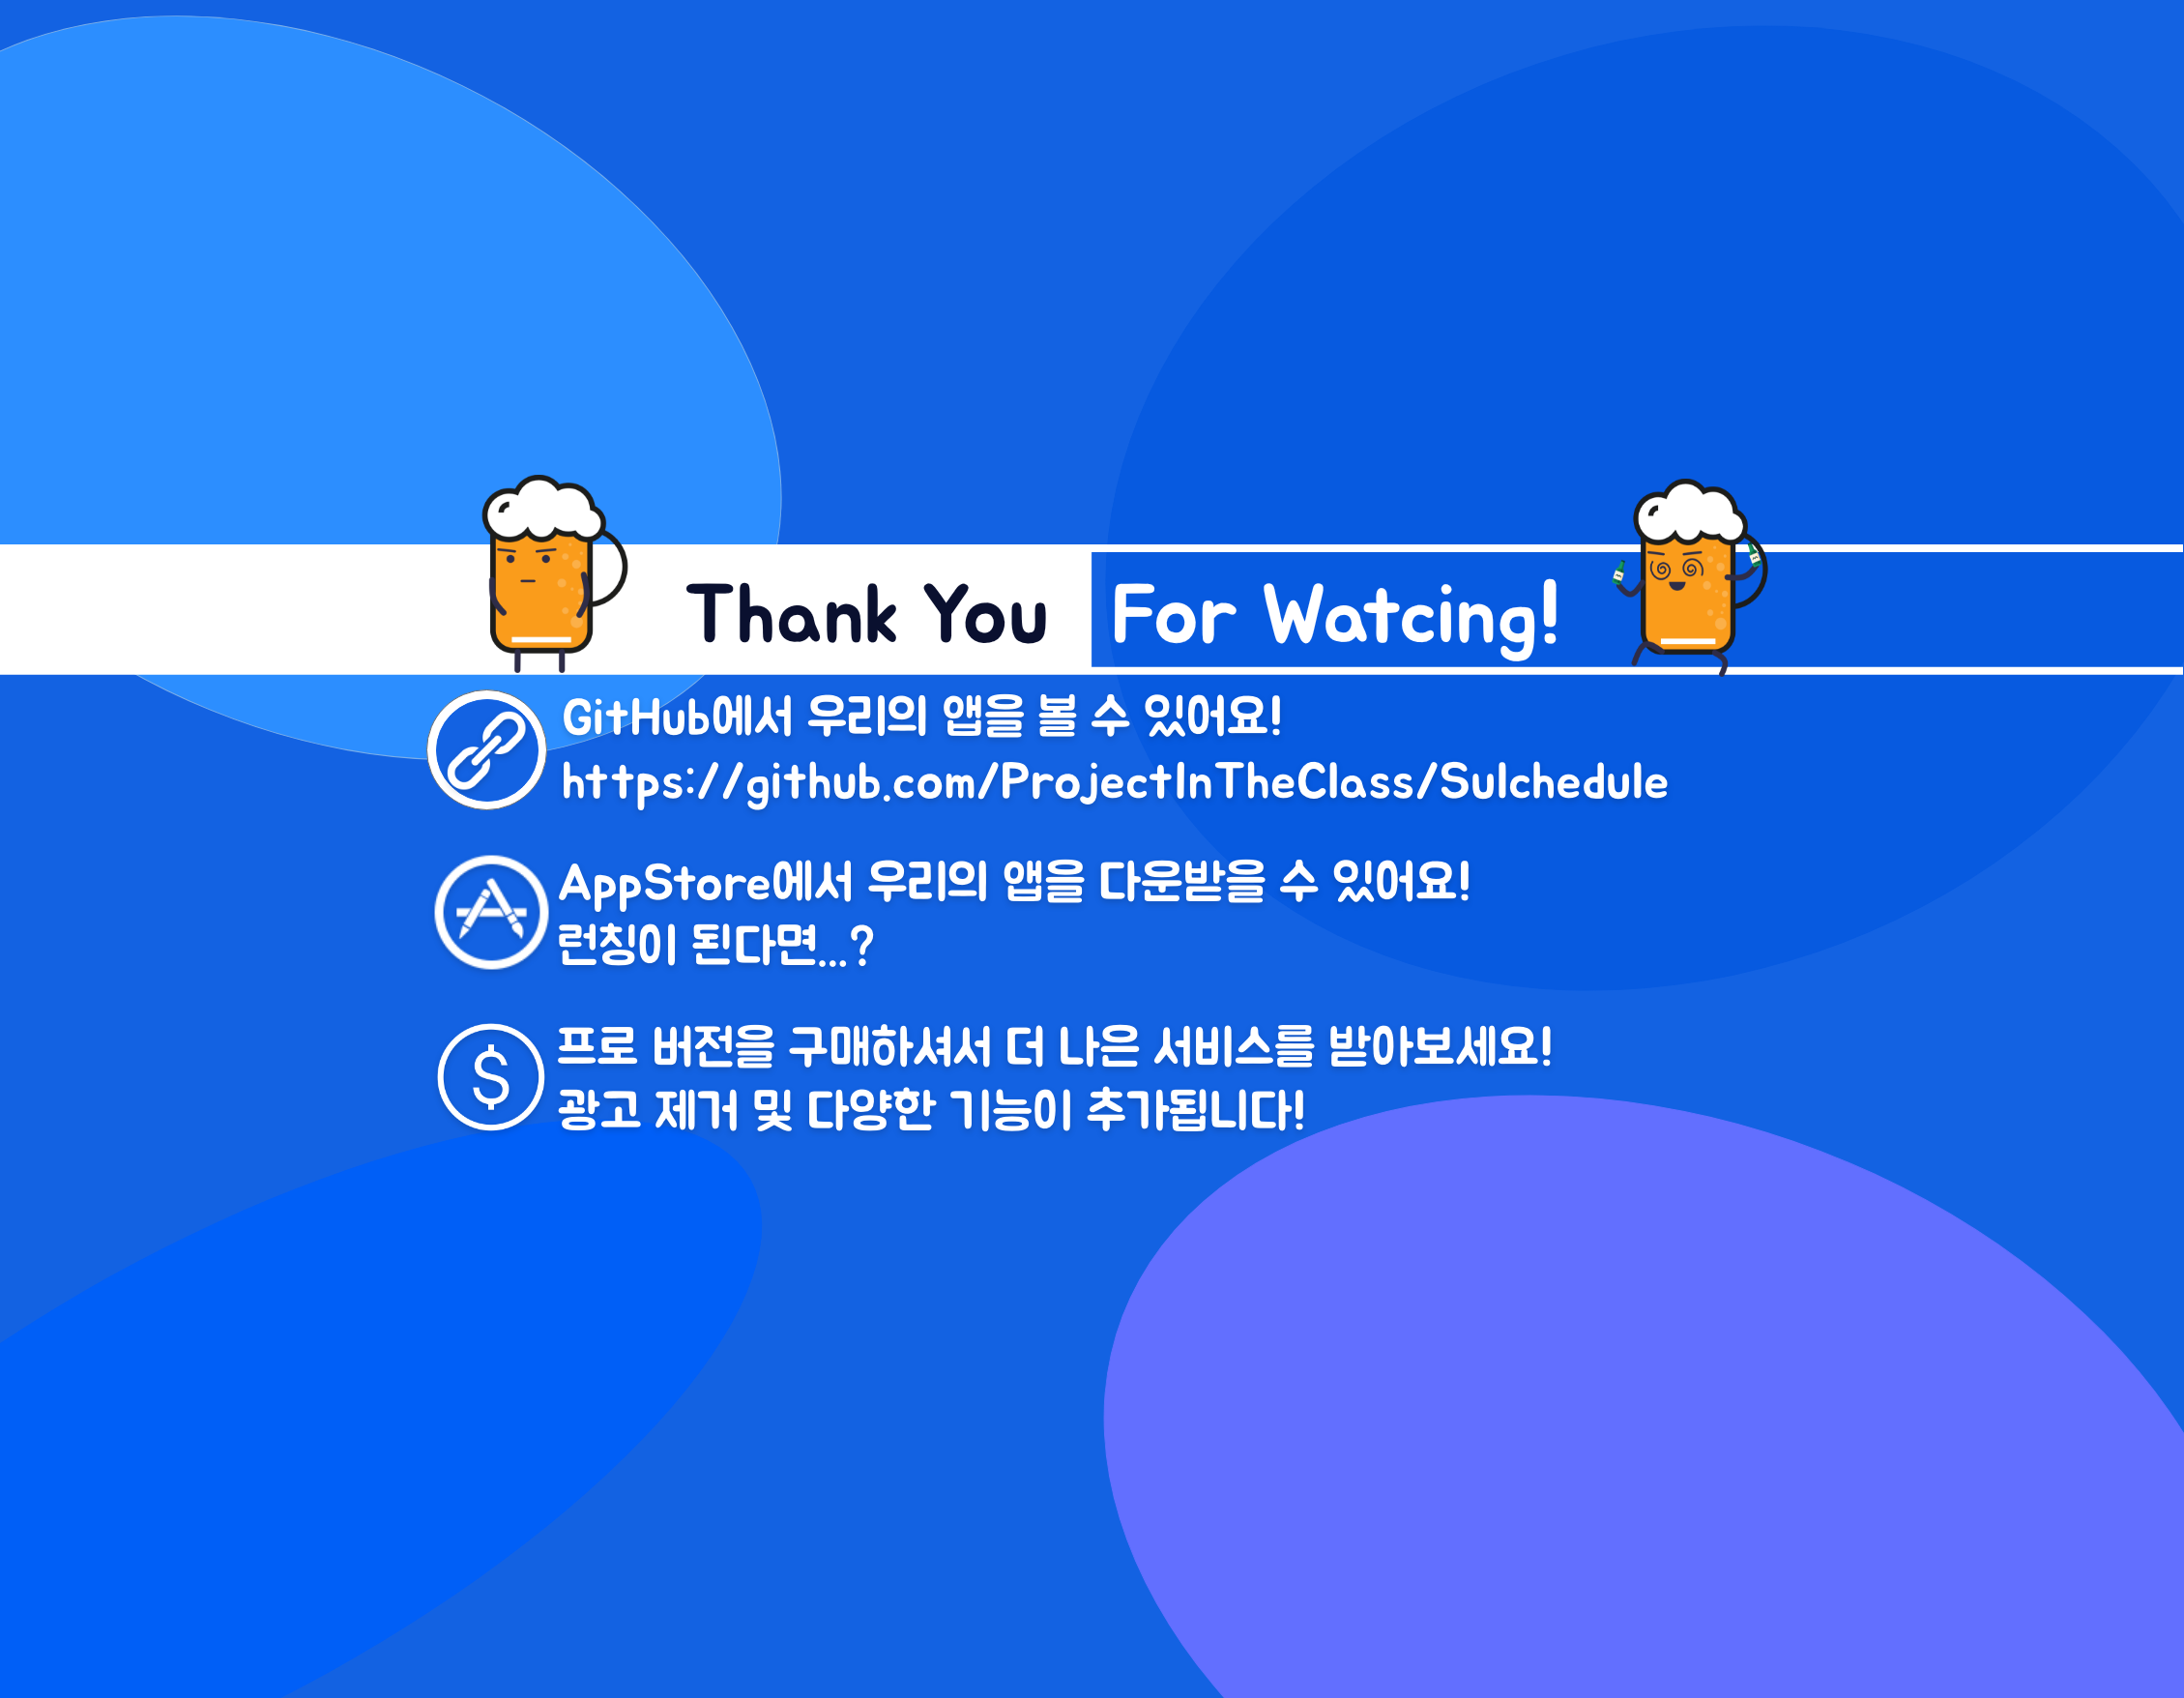 Thank You For Watcing!
GitHub에서 우리의 앱을 볼 수 있어요!
https://github.com/ProjectInTheClass/Sulchedule
AppStore에서 우리의 앱을 다운받을 수 있어요!
런칭이 된다면...?
프로 버전을 구매하셔서 더 나은 서비스를 받아보세요!
광고 제거 및 다양한 기능이 추가됩니다!